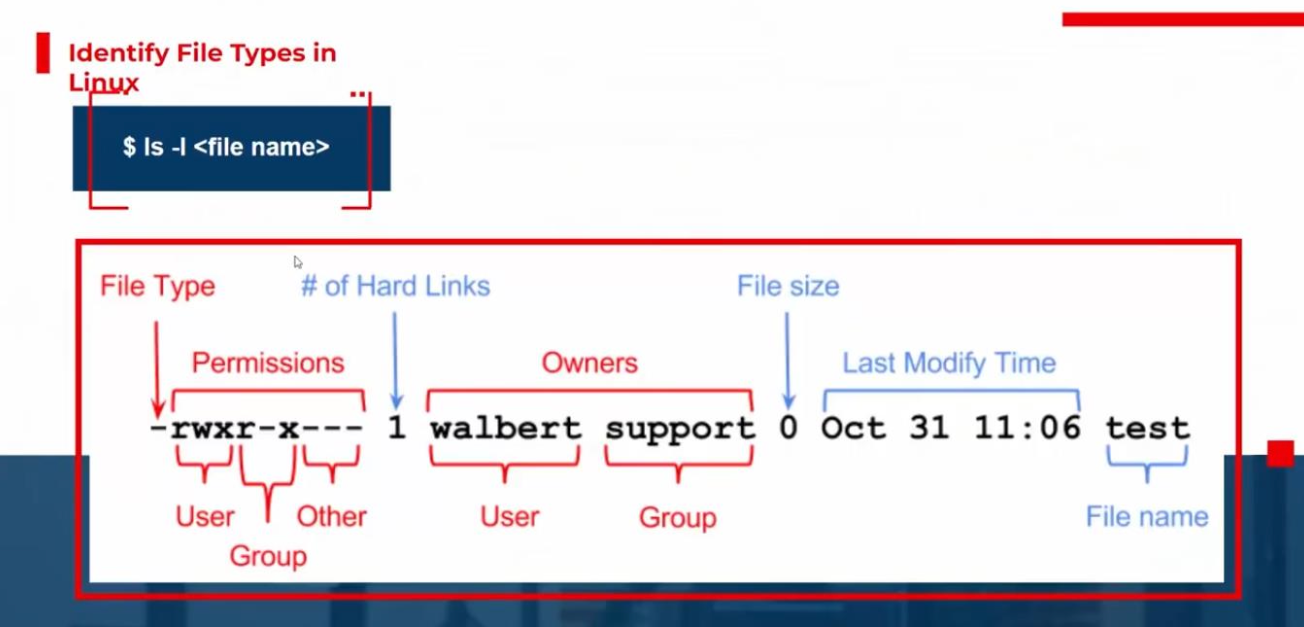 Identify File Types in
Linux
$ ls -l <file name>
File Type # of Hard Links File size
Permissions Owners Last Modify Time
-rwxr-x--- 1 walbert support 0 Oct 31 11:06 test
User Other User Group File name
Group